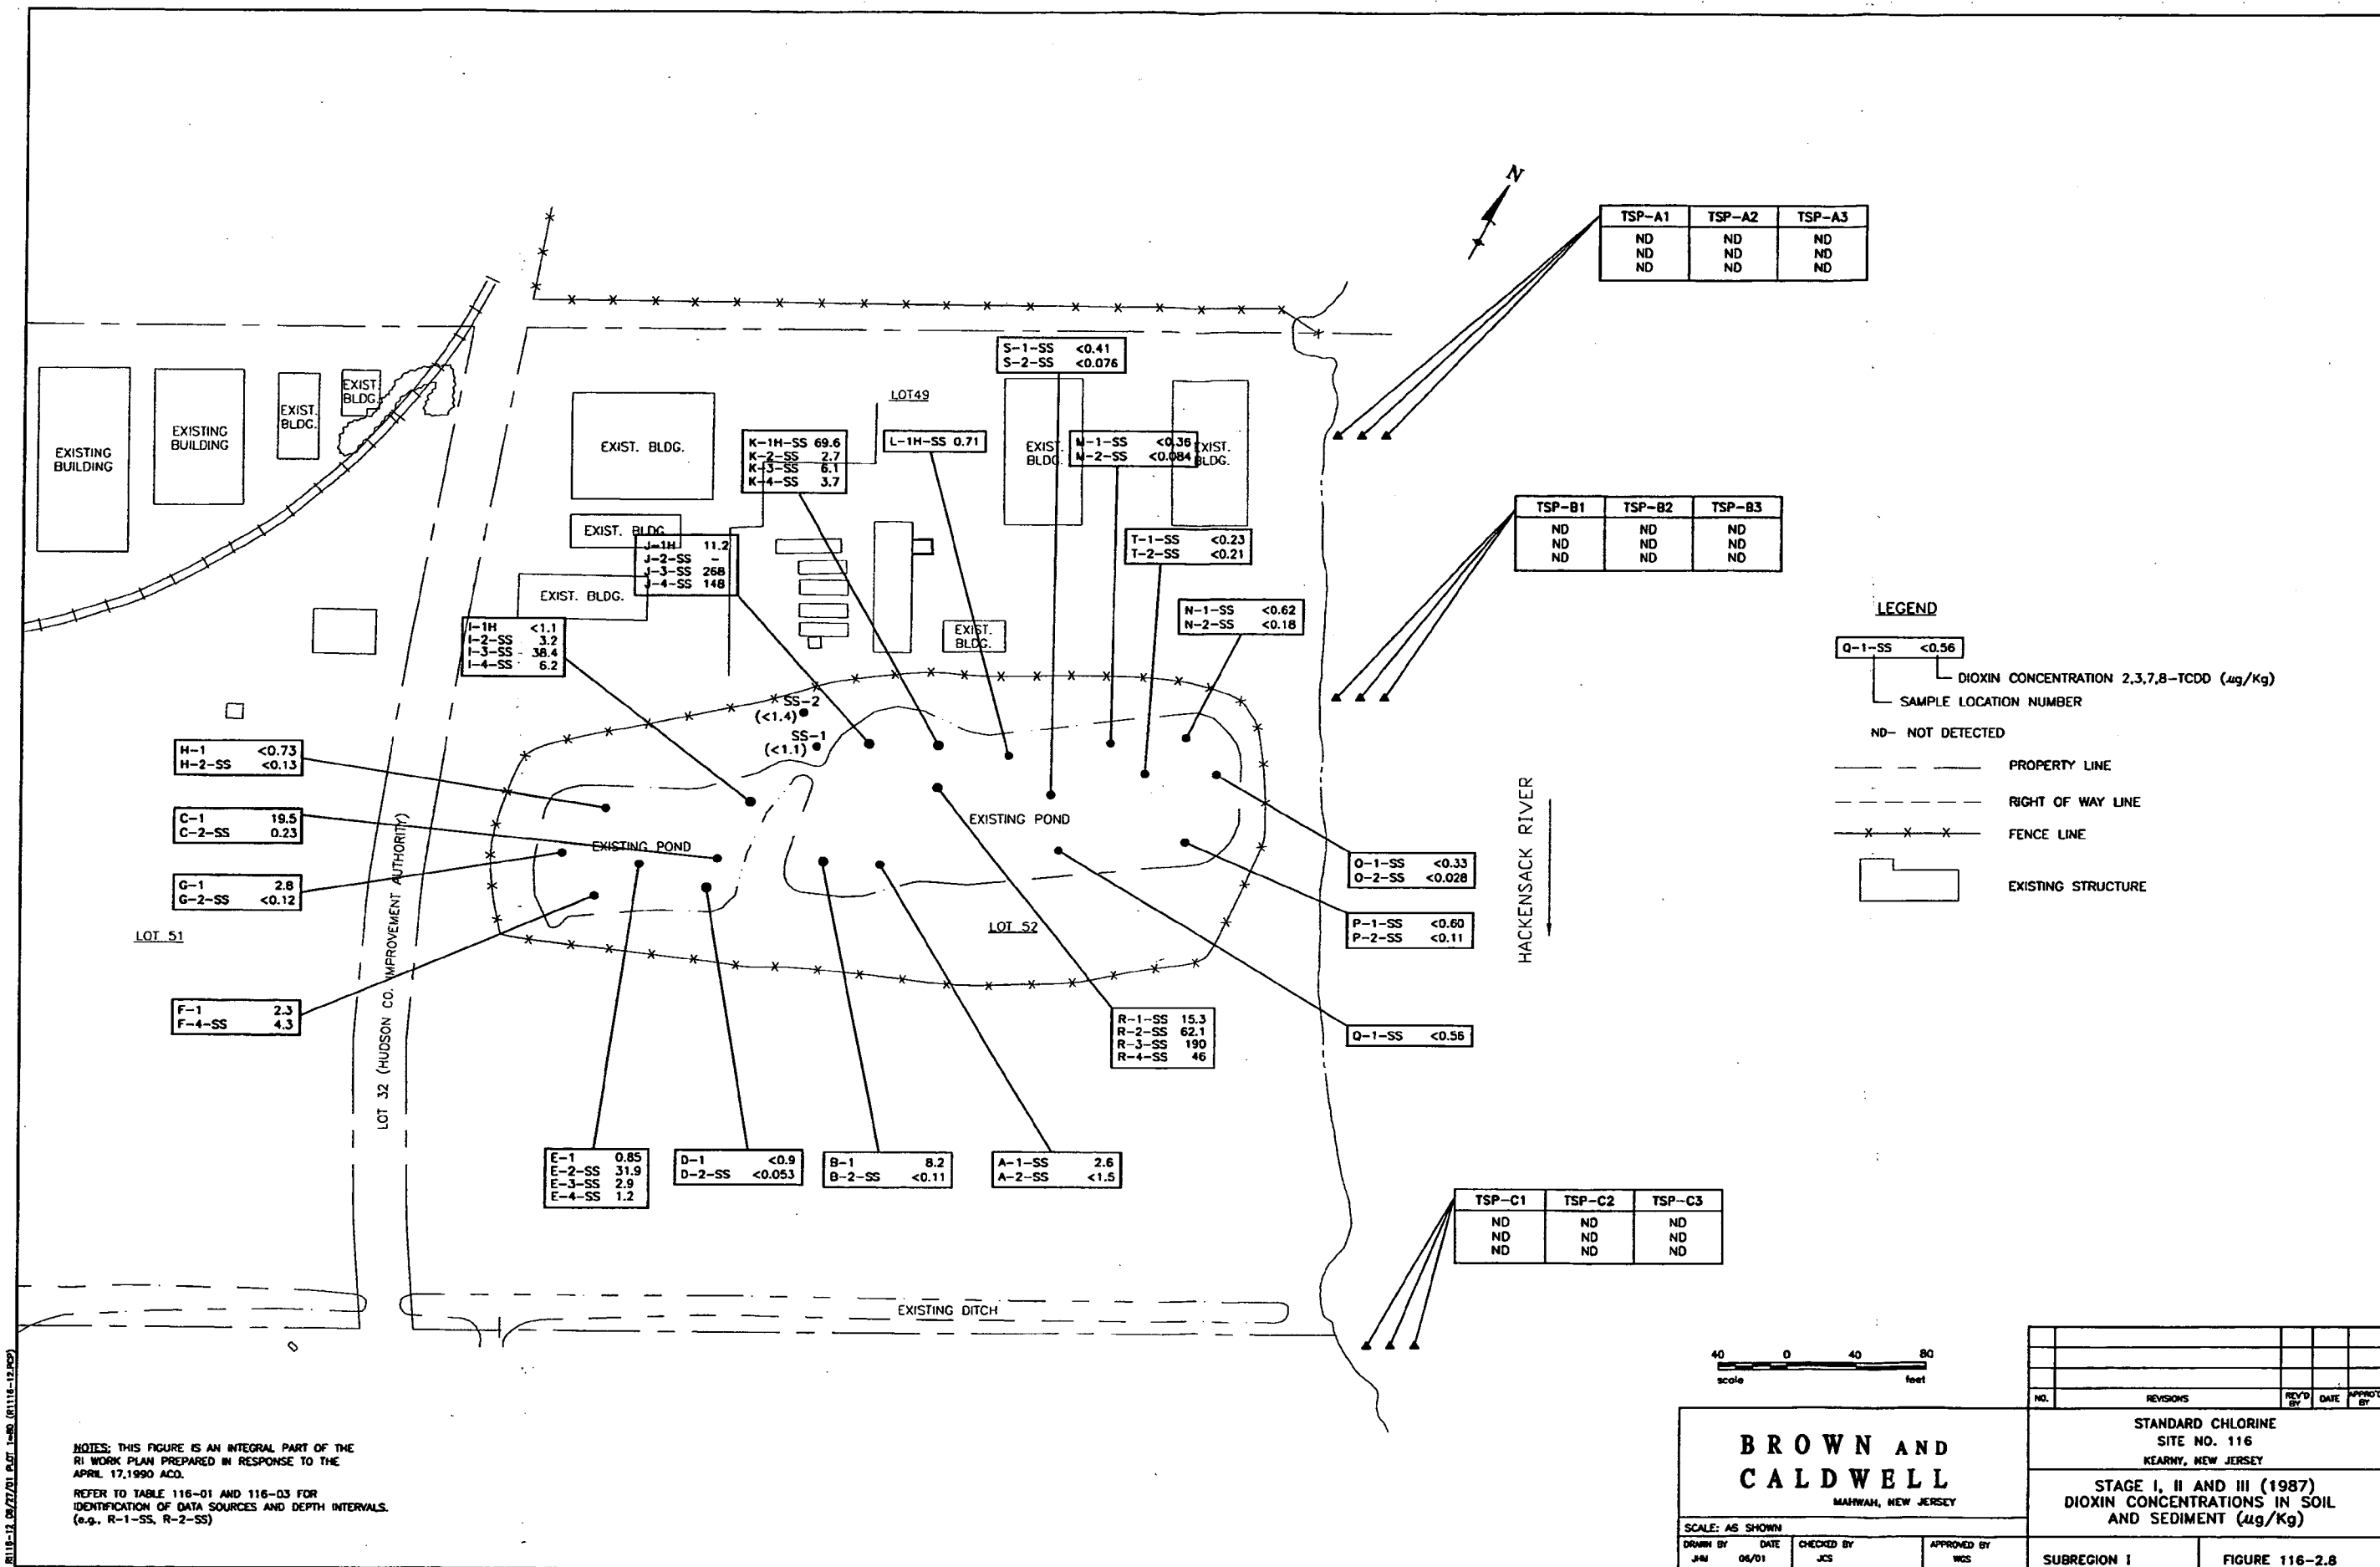 N
TSP-A1 TSP-A2 TSP-A3
ND ND ND
ND ND ND
ND ND ND
S-1-SS <0.41
S-2-SS <0.076
LOT49
EXISTING
BUILDING
EXISTING
BUILDING
EXIST.
BLDG.
EXIST.
BLDG.
EXIST. BLDG.
K-1H-SS 69.6
K-2-SS 2.7
K-3-SS 6.1
K-4-SS 3.7
L-1H-SS 0.71
EXIST.
BLDG.
M-1-SS <0.36
M-2-SS <0.084
EXIST.
BLDG.
TSP-B1 TSP-B2 TSP-B3
ND ND ND
ND ND ND
ND ND ND
EXIST. BLDG.
J-1H 11.2
J-2-SS -
J-3-SS 268
J-4-SS 148
T-1-SS <0.23
T-2-SS <0.21
EXIST. BLDG.
N-1-SS <0.62
N-2-SS <0.18
I-1H <1.1
I-2-SS 3.2
I-3-SS 38.4
I-4-SS 6.2
EXIST.
BLDG.
LEGEND
Q-1-SS <0.56
DIOXIN CONCENTRATION 2,3,7,8-TCDD (µg/Kg)
SAMPLE LOCATION NUMBER
ND- NOT DETECTED
PROPERTY LINE
RIGHT OF WAY LINE
FENCE LINE
EXISTING STRUCTURE
SS-2
(<1.4)
SS-1
(<1.1)
H-1 <0.73
H-2-SS <0.13
C-1 19.5
C-2-SS 0.23
EXISTING POND
EXISTING POND
G-1 2.8
G-2-SS <0.12
O-1-SS <0.33
O-2-SS <0.028
HACKENSACK RIVER
P-1-SS <0.60
P-2-SS <0.11
LOT 51
LOT 52
LOT 32 (HUDSON CO. IMPROVEMENT AUTHORITY)
F-1 2.3
F-4-SS 4.3
R-1-SS 15.3
R-2-SS 62.1
R-3-SS 190
R-4-SS 46
Q-1-SS <0.56
E-1 0.85
E-2-SS 31.9
E-3-SS 2.9
E-4-SS 1.2
D-1 <0.9
D-2-SS <0.053
B-1 8.2
B-2-SS <0.11
A-1-SS 2.6
A-2-SS <1.5
TSP-C1 TSP-C2 TSP-C3
ND ND ND
ND ND ND
ND ND ND
EXISTING DITCH
40 0 40 80
scale feet
NOTES: THIS FIGURE IS AN INTEGRAL PART OF THE
RI WORK PLAN PREPARED IN RESPONSE TO THE
APRIL 17,1990 ACO.
REFER TO TABLE 116-01 AND 116-03 FOR
IDENTIFICATION OF DATA SOURCES AND DEPTH INTERVALS.
(e.g., R-1-SS, R-2-SS)
R116-12 06/27/01 PLOT 1=80 (R116-12.PCP)
NO. REVISIONS REV'D BY DATE APPRO'D BY
BROWN AND
CALDWELL
MAHWAH, NEW JERSEY
STANDARD CHLORINE
SITE NO. 116
KEARNY, NEW JERSEY
STAGE I, II AND III (1987)
DIOXIN CONCENTRATIONS IN SOIL
AND SEDIMENT (µg/Kg)
SCALE: AS SHOWN
DRAWN BY DATE CHECKED BY APPROVED BY
JHM 06/01 JCS WGS
SUBREGION I FIGURE 116-2.8